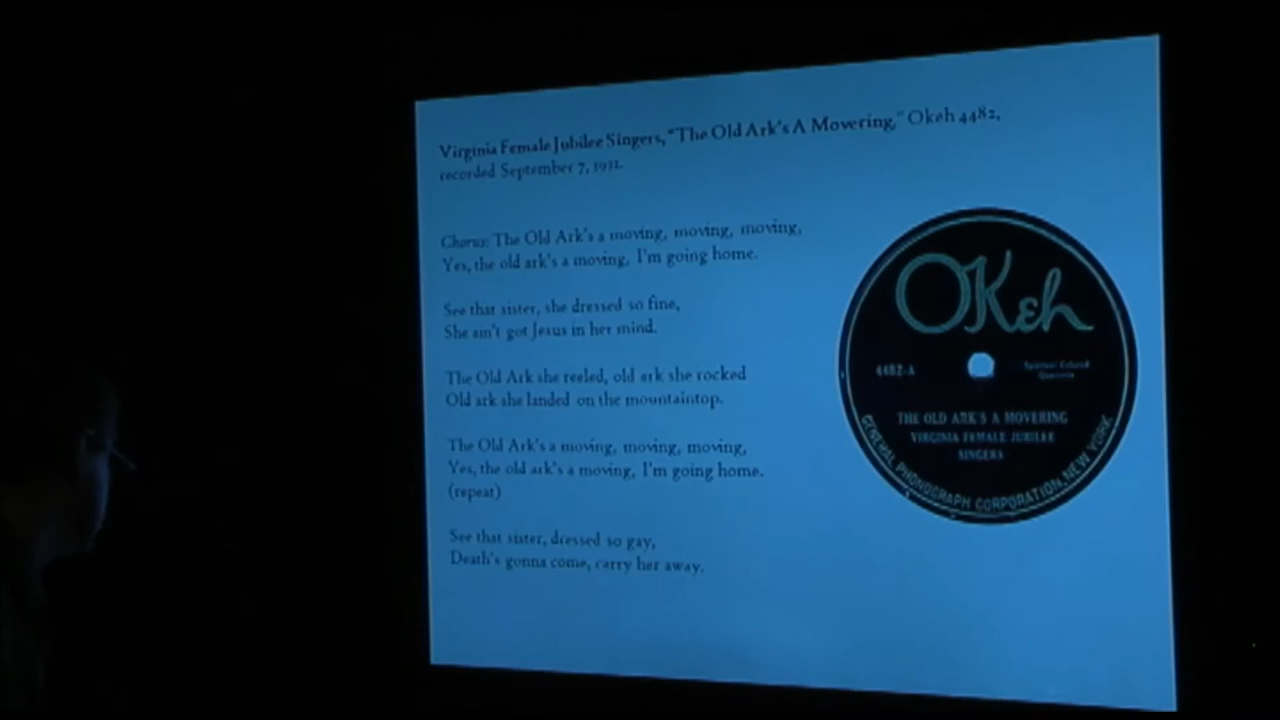 Virginia Female Jubilee Singers, "The Old Ark's A Movering," Okeh 4482,
recorded September 7, 1921.
Chorus: The Old Ark's a moving, moving, moving,
Yes, the old ark's a moving, I'm going home.
See that sister, she dressed so fine,
She ain't got Jesus in her mind.
The Old Ark she reeled, old ark she rocked
Old ark she landed on the mountaintop.
The Old Ark's a moving, moving, moving,
Yes, the old ark's a moving, I'm going home.
(repeat)
See that sister, dressed so gay,
Death's gonna come, carry her away.
OKeh
4482-A
Colored
Quartette
THE OLD ARK'S A MOVERING
VIRGINIA FEMALE JUBILEE
SINGERS
GENERAL PHONOGRAPH CORPORATION, NEW YORK